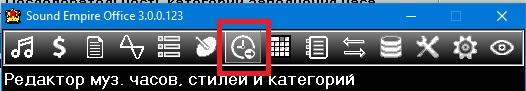 Sound Empire Office 3.0.0.123
Редактор муз. часов, стилей и категорий